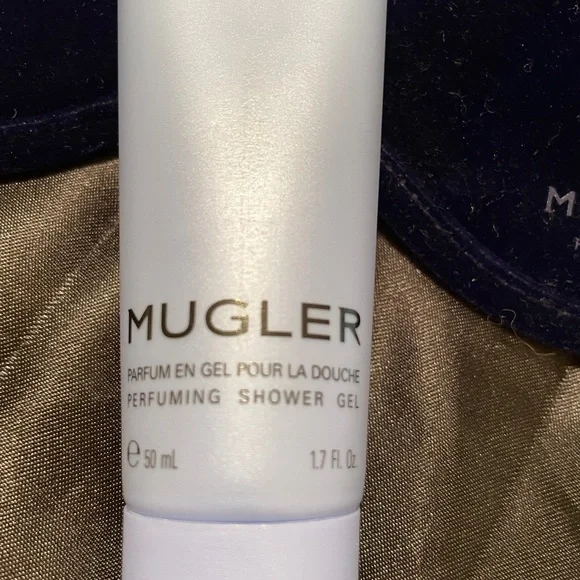 MUGLER
PARFUM EN GEL POUR LA DOUCHE
PERFUMING SHOWER GEL
℮ 50 mL 1.7 FL. Oz.
M